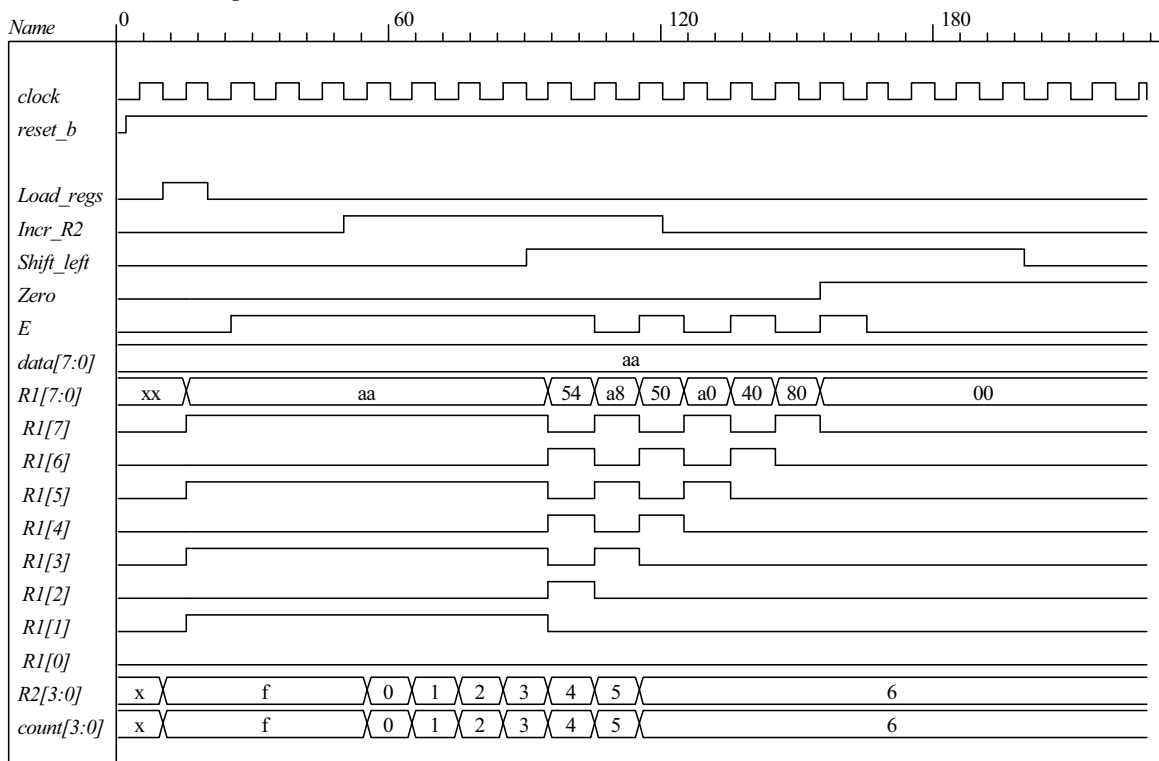 Name 0 60 120 180
clock
reset_b
Load_regs
Incr_R2
Shift_left
Zero
E
data[7:0] aa
R1[7:0] xx aa 54 a8 50 a0 40 80 00
R1[7]
R1[6]
R1[5]
R1[4]
R1[3]
R1[2]
R1[1]
R1[0]
R2[3:0] x f 0 1 2 3 4 5 6
count[3:0] x f 0 1 2 3 4 5 6